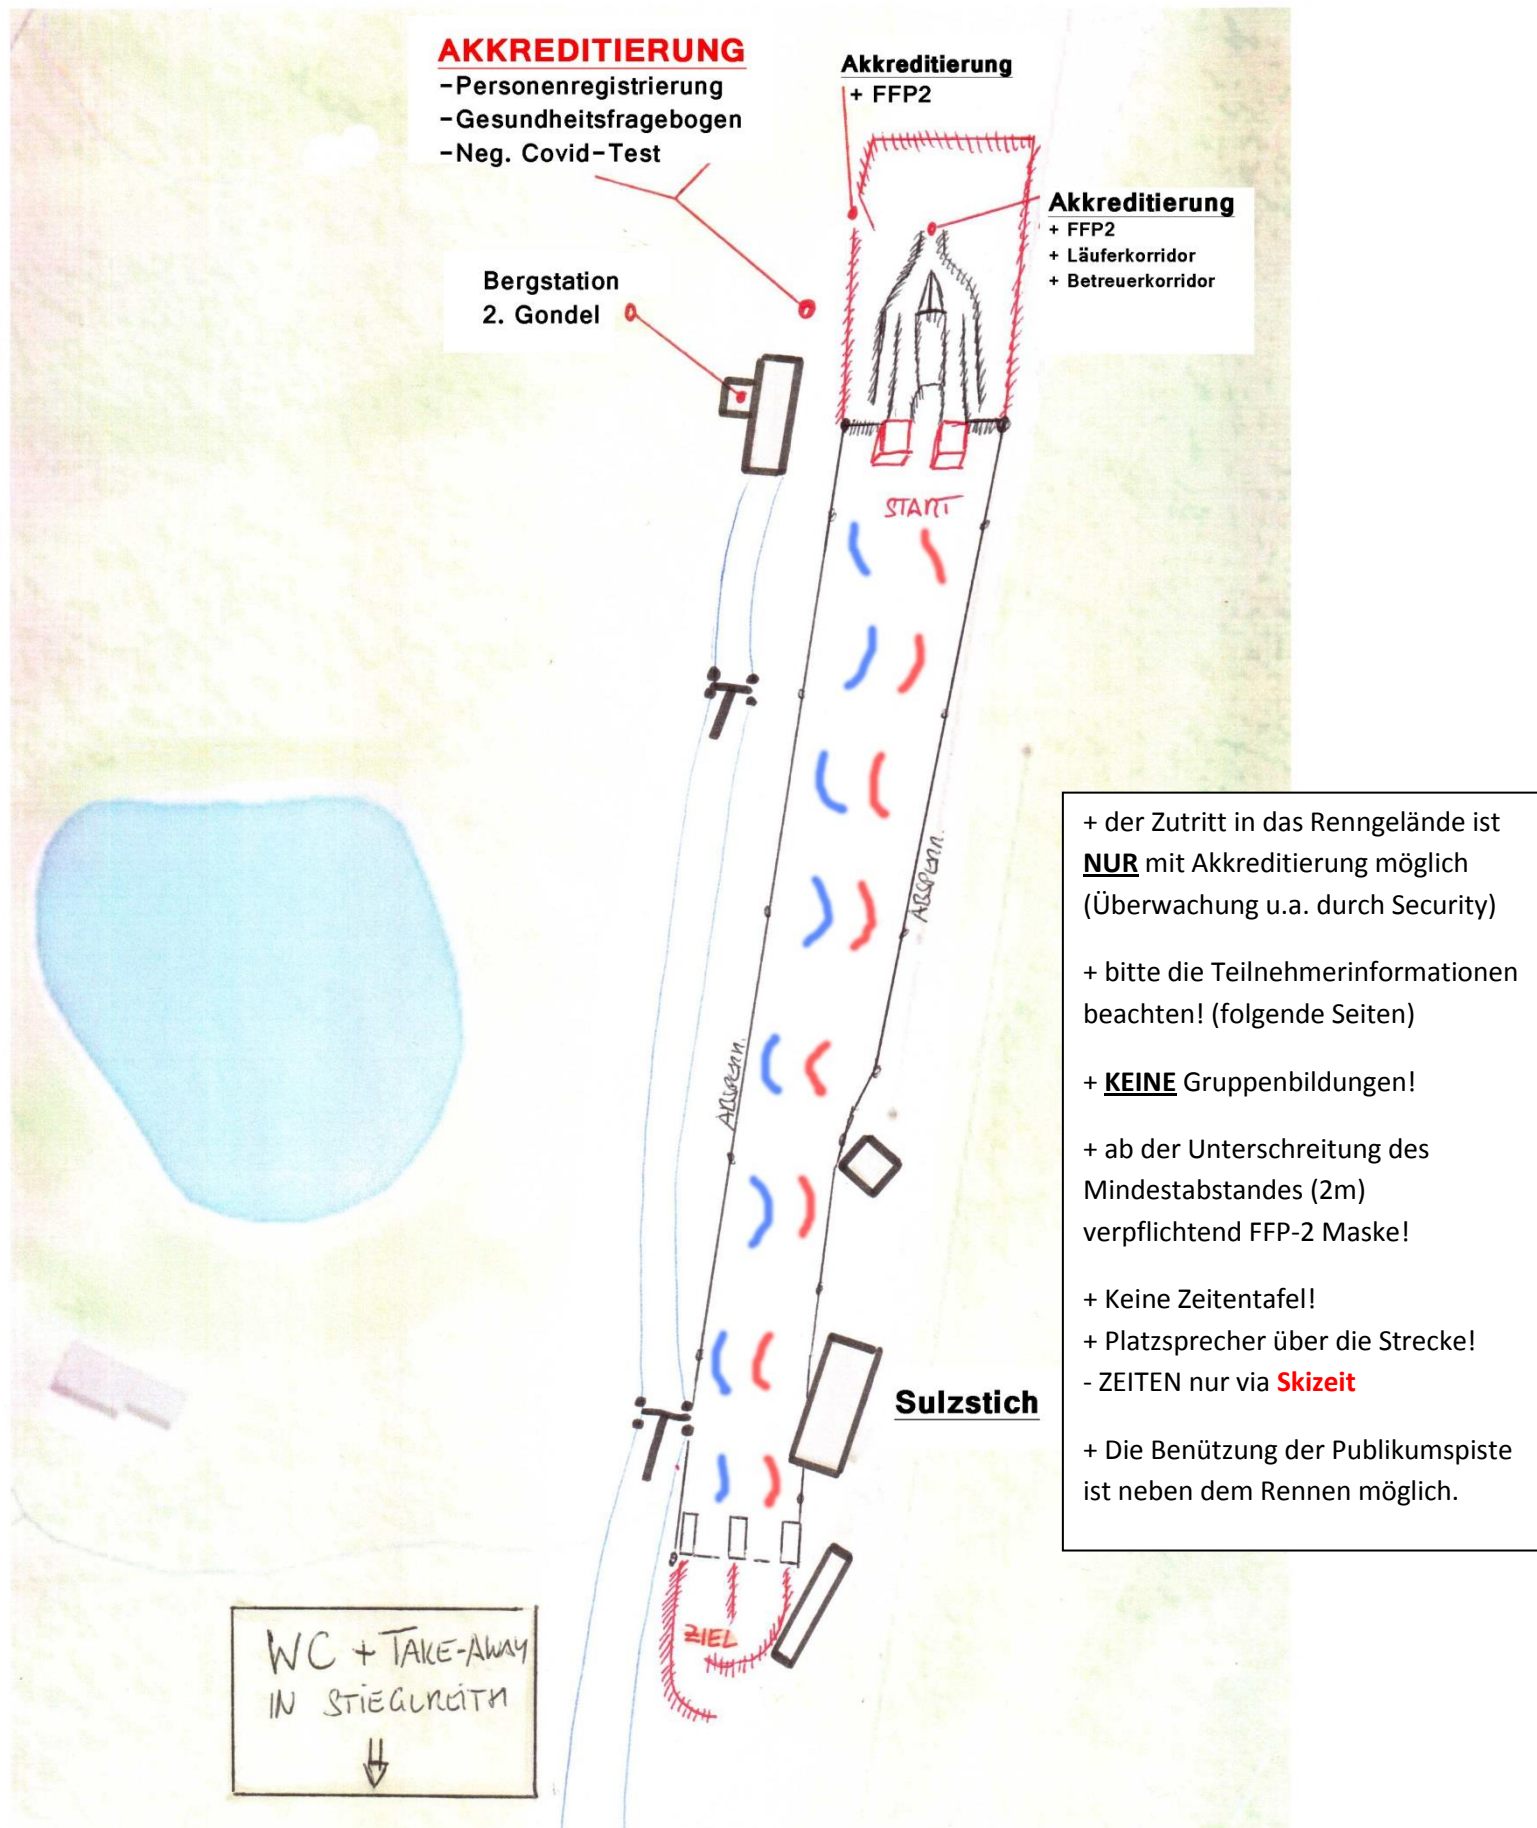 AKKREDITIERUNG
-Personenregistrierung
-Gesundheitsfragebogen
-Neg. Covid-Test
Akkreditierung
+ FFP2
Akkreditierung
+ FFP2
+ Läuferkorridor
+ Betreuerkorridor
Bergstation
2. Gondel
START
ABSPERR.
ABSPERR.
+ der Zutritt in das Renngelände ist
NUR mit Akkreditierung möglich
(Überwachung u.a. durch Security)
+ bitte die Teilnehmerinformationen
beachten! (folgende Seiten)
+ KEINE Gruppenbildungen!
+ ab der Unterschreitung des
Mindestabstandes (2m)
verpflichtend FFP-2 Maske!
+ Keine Zeitentafel!
+ Platzsprecher über die Strecke!
- ZEITEN nur via Skizeit
+ Die Benützung der Publikumspiste
ist neben dem Rennen möglich.
Sulzstich
ZIEL
WC + TAKE-AWAY
IN STIEGLREITH